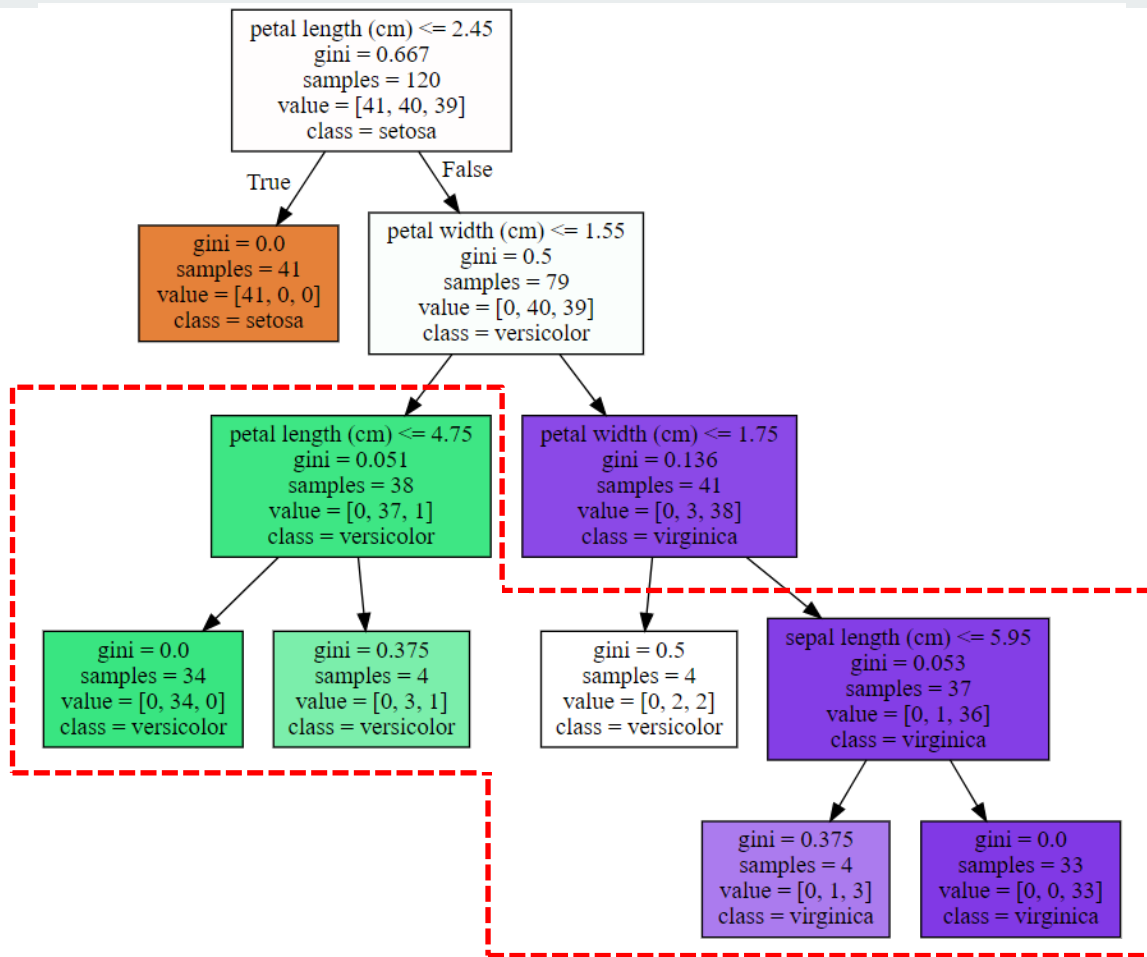 petal length (cm) <= 2.45
gini = 0.667
samples = 120
value = [41, 40, 39]
class = setosa
True
False
gini = 0.0
samples = 41
value = [41, 0, 0]
class = setosa
petal width (cm) <= 1.55
gini = 0.5
samples = 79
value = [0, 40, 39]
class = versicolor
petal length (cm) <= 4.75
gini = 0.051
samples = 38
value = [0, 37, 1]
class = versicolor
petal width (cm) <= 1.75
gini = 0.136
samples = 41
value = [0, 3, 38]
class = virginica
gini = 0.0
samples = 34
value = [0, 34, 0]
class = versicolor
gini = 0.375
samples = 4
value = [0, 3, 1]
class = versicolor
gini = 0.5
samples = 4
value = [0, 2, 2]
class = versicolor
sepal length (cm) <= 5.95
gini = 0.053
samples = 37
value = [0, 1, 36]
class = virginica
gini = 0.375
samples = 4
value = [0, 1, 3]
class = virginica
gini = 0.0
samples = 33
value = [0, 0, 33]
class = virginica